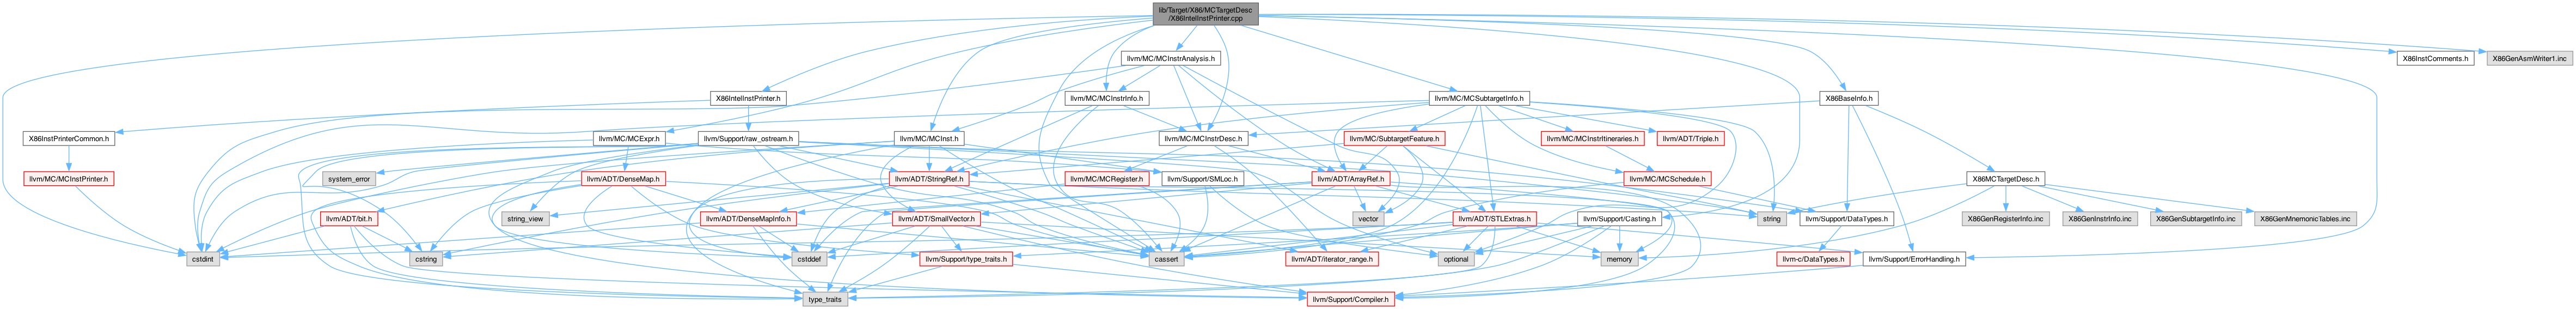 lib/Target/X86/MCTargetDesc
/X86IntelInstPrinter.cpp
llvm/MC/MCInstrAnalysis.h
X86InstComments.h
X86GenAsmWriter1.inc
X86IntelInstPrinter.h
llvm/MC/MCInstrInfo.h
llvm/MC/MCSubtargetInfo.h
X86BaseInfo.h
X86InstPrinterCommon.h
llvm/MC/MCExpr.h
llvm/Support/raw_ostream.h
llvm/MC/MCInst.h
llvm/MC/MCInstrDesc.h
llvm/MC/SubtargetFeature.h
llvm/MC/MCInstrItineraries.h
llvm/ADT/Triple.h
llvm/MC/MCInstPrinter.h
system_error
llvm/ADT/DenseMap.h
llvm/ADT/StringRef.h
llvm/MC/MCRegister.h
llvm/Support/SMLoc.h
llvm/ADT/ArrayRef.h
llvm/MC/MCSchedule.h
X86MCTargetDesc.h
llvm/ADT/bit.h
string_view
llvm/ADT/DenseMapInfo.h
llvm/ADT/SmallVector.h
vector
llvm/ADT/STLExtras.h
llvm/Support/Casting.h
string
llvm/Support/DataTypes.h
X86GenRegisterInfo.inc
X86GenInstrInfo.inc
X86GenSubtargetInfo.inc
X86GenMnemonicTables.inc
cstdint
cstring
cstddef
llvm/Support/type_traits.h
cassert
llvm/ADT/iterator_range.h
optional
memory
llvm-c/DataTypes.h
llvm/Support/ErrorHandling.h
type_traits
llvm/Support/Compiler.h